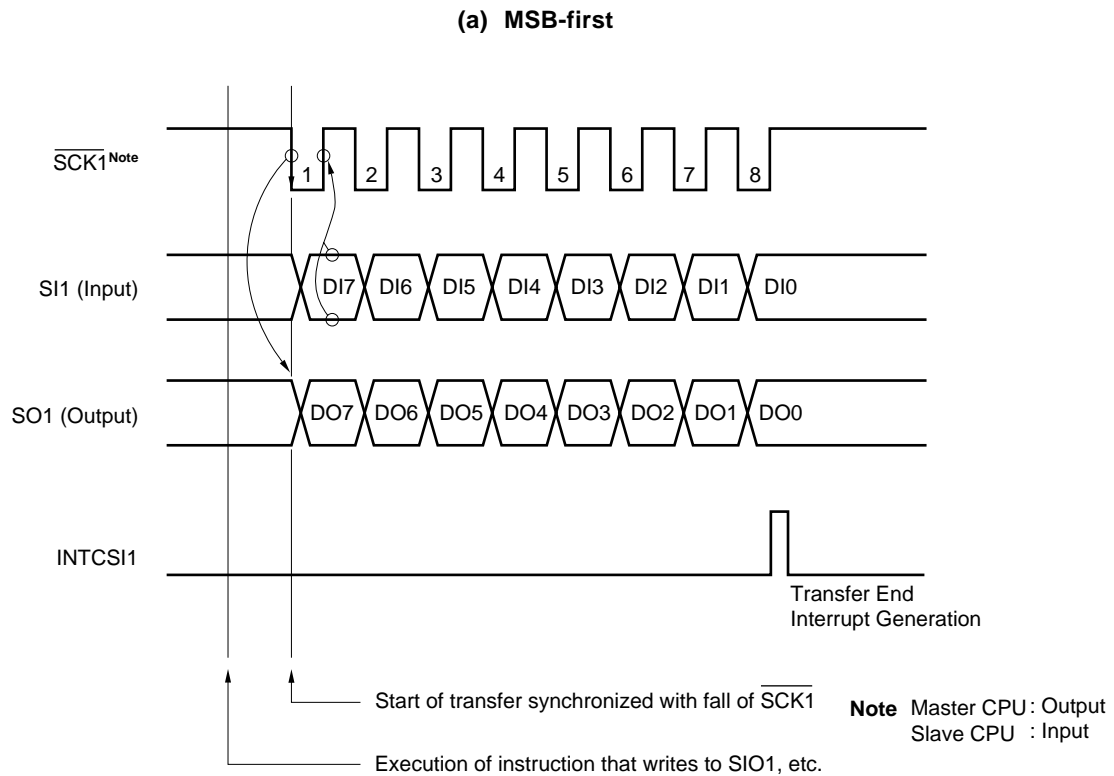 (a) MSB-first
SCK1 Note
1 2 3 4 5 6 7 8
SI1 (Input)
DI7 DI6 DI5 DI4 DI3 DI2 DI1 DI0
SO1 (Output)
DO7 DO6 DO5 DO4 DO3 DO2 DO1 DO0
INTCSI1
Transfer End
Interrupt Generation
Start of transfer synchronized with fall of SCK1
Note Master CPU : Output
Slave CPU : Input
Execution of instruction that writes to SIO1, etc.